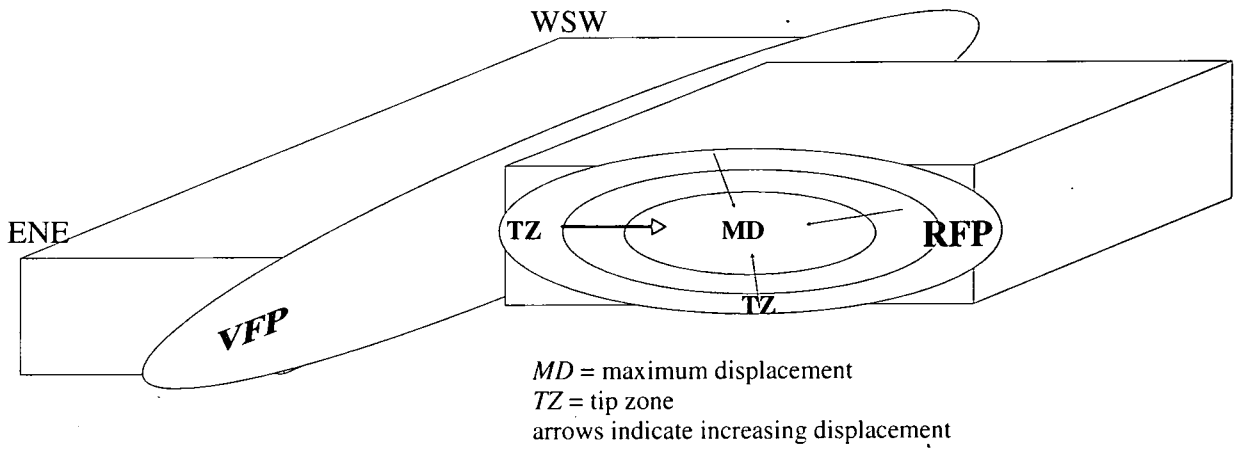 WSW
ENE
TZ
MD
RFP
TZ
VFP
MD = maximum displacement
TZ = tip zone
arrows indicate increasing displacement